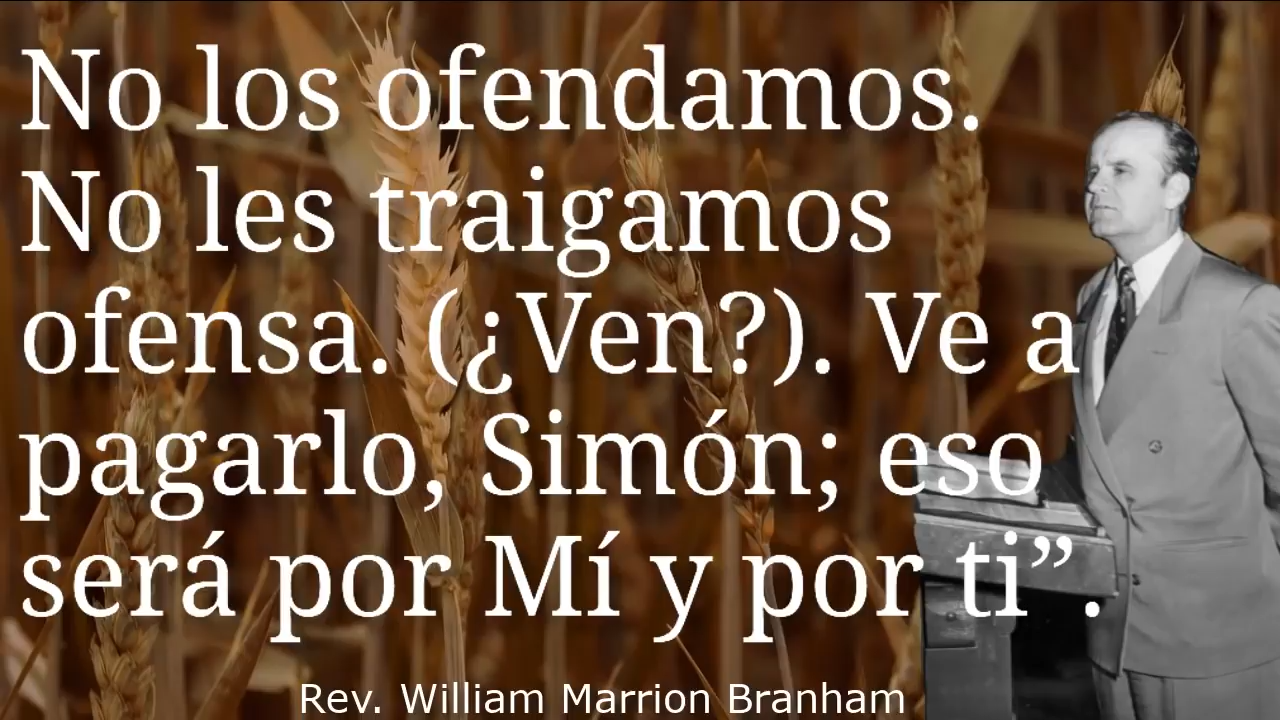 No los ofendamos.
No les traigamos
ofensa. (¿Ven?). Ve a
pagarlo, Simón; eso
será por Mí y por ti”.
Rev. William Marrion Branham